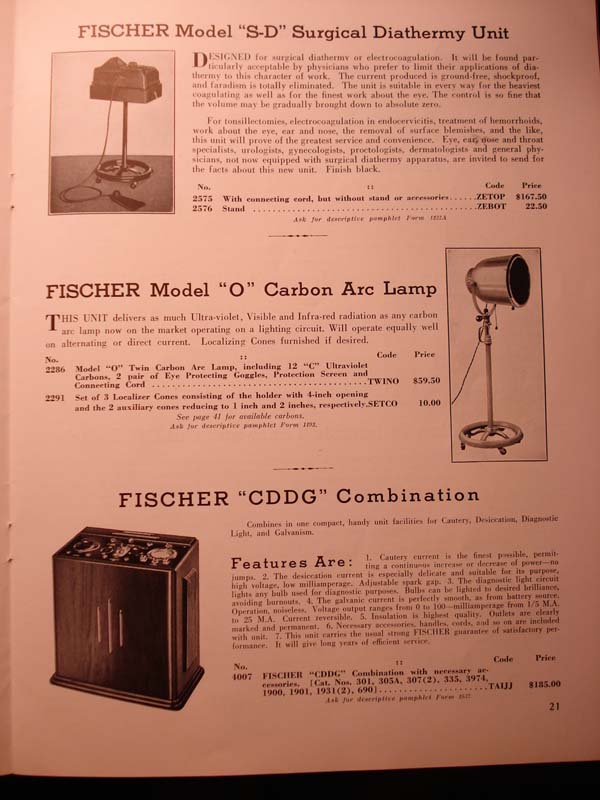 FISCHER Model "S-D" Surgical Diathermy Unit
DESIGNED for surgical diathermy or electrocoagulation. It will be found par-
ticularly acceptable by physicians who prefer to limit their applications of dia-
thermy to this character of work. The current produced is ground-free, shockproof,
and faradism is totally eliminated. The unit is suitable in every way for the heaviest
coagulating as well as for the finest work about the eye. The control is so fine that
the volume may be gradually brought down to absolute zero.
For tonsillectomies, electrocoagulation in endocervicitis, treatment of hemorrhoids,
work about the eye, ear and nose, the removal of surface blemishes, and the like,
this unit will prove of the greatest service and convenience. Eye, ear, nose and throat
specialists, urologists, gynecologists, proctologists, dermatologists and general phy-
sicians, not now equipped with surgical diathermy apparatus, are invited to send for
the facts about this new unit. Finish black.
No. :: Code Price
2575 With connecting cord, but without stand or accessories......ZETOP $167.50
2576 Stand ..............................ZEBOT 22.50
Ask for descriptive pamphlet Form
FISCHER Model "O" Carbon Arc Lamp
THIS UNIT delivers as much Ultra-violet, Visible and Infra-red radiation as any carbon
arc lamp now on the market operating on a lighting circuit. Will operate equally well
on alternating or direct current. Localizing Cones furnished if desired.
No. :: Code Price
2286 Model "O" Twin Carbon Arc Lamp, including 12 "C" Ultraviolet
Carbons, 2 pair of Eye Protecting Goggles, Protection Screen and
Connecting Cord ..............................TWINO $59.50
2291 Set of 3 Localizer Cones consisting of the holder with 4-inch opening
and the 2 auxiliary cones reducing to 1 inch and 2 inches, respectively.SETCO 10.00
See page 41 for available carbons.
Ask for descriptive pamphlet Form
FISCHER "CDDG" Combination
Combines in one compact, handy unit facilities for Cautery, Desiccation, Diagnostic
Light, and Galvanism.
Features Are: 1. Cautery current is the finest possible, permit-
ting a continuous increase or decrease of power—no
jumps. 2. The desiccation current is especially delicate and suitable for its purpose,
high voltage, low milliamperage. Adjustable spark gap. 3. The diagnostic light circuit
lights any bulb used for diagnostic purposes. Bulbs can be lighted to desired brilliance,
avoiding burnouts. 4. The galvanic current is perfectly smooth, as from battery source.
Operation, noiseless. Voltage output ranges from 0 to 100—milliamperage from 1/5 M.A.
to 25 M.A. Current reversible. 5. Insulation is highest quality. Outlets are clearly
marked and permanent. 6. Necessary accessories, handles, cords, and so on are included
with unit. 7. This unit carries the usual strong FISCHER guarantee of satisfactory per-
formance. It will give long years of efficient service.
No. :: Code Price
4007 FISCHER "CDDG" Combination with necessary ac-
cessories. [Cat. Nos. 301, 305A, 307(2), 335, 3974,
1900, 1901, 1931(2), 690]......................TAIJJ $185.00
Ask for descriptive pamphlet Form
21